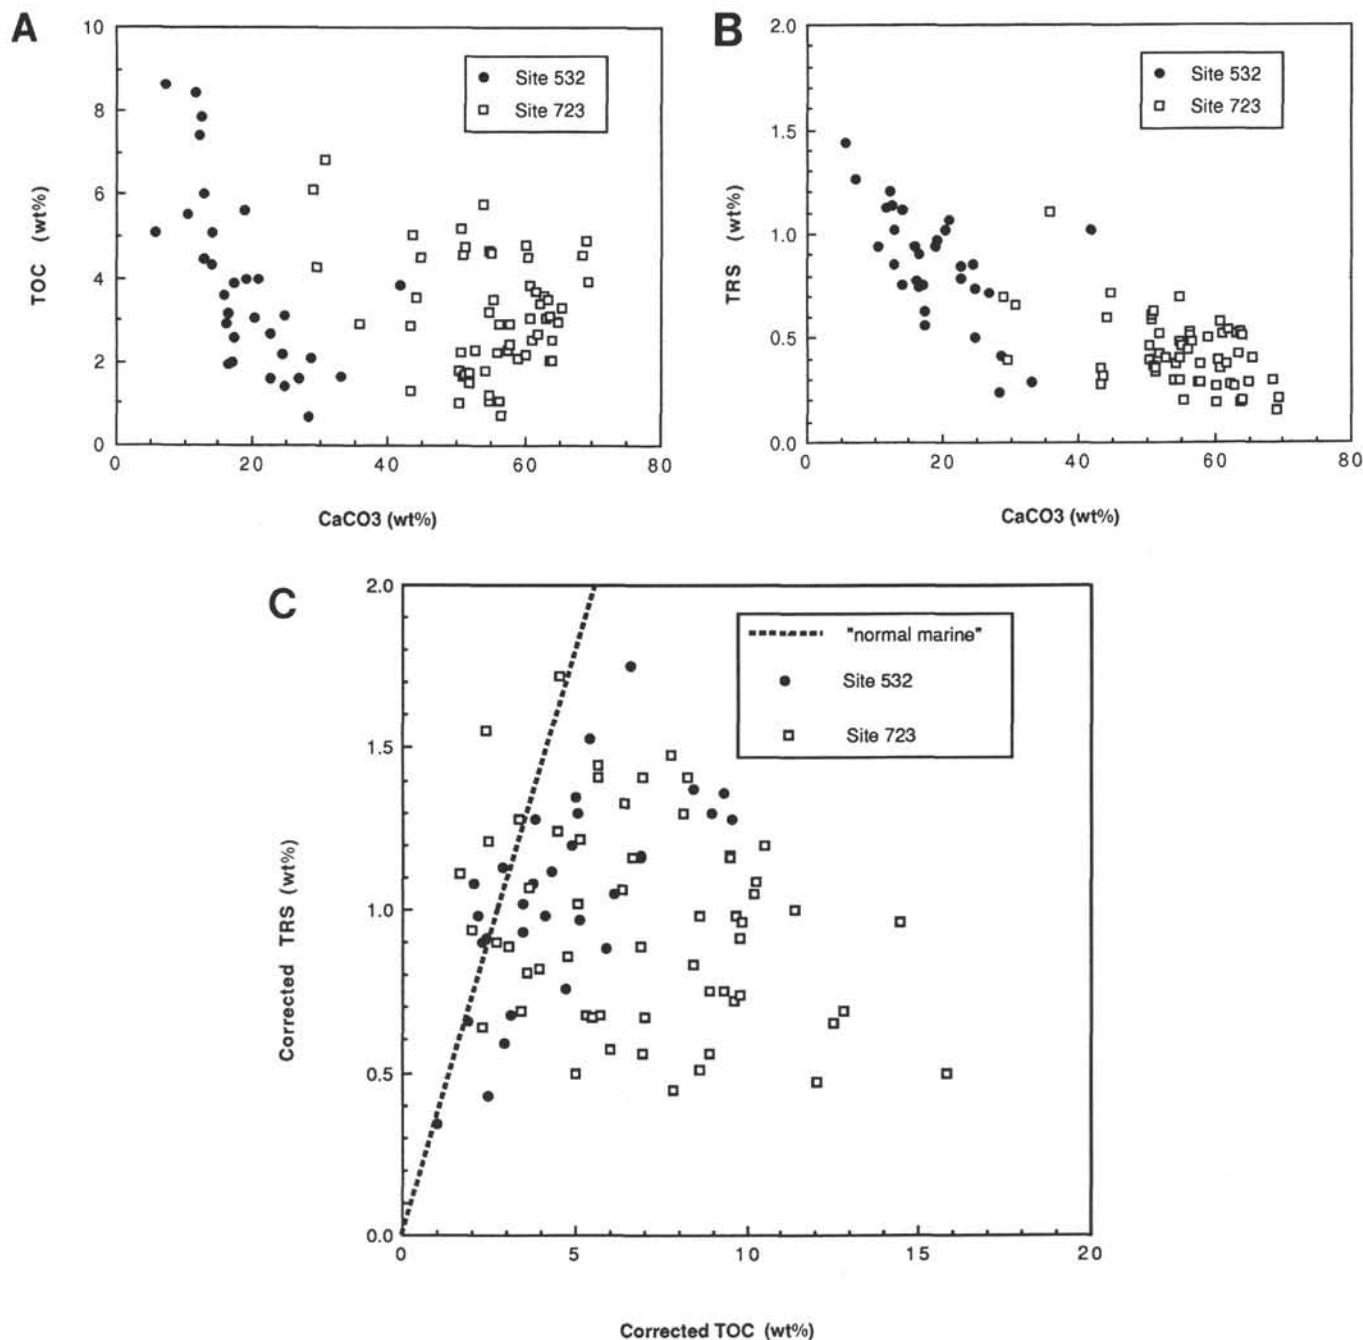 A
10
8
6
4
2
0
TOC (wt%)
0 20 40 60 80
CaCO3 (wt%)
Site 532
Site 723
B
2.0
1.5
1.0
0.5
0.0
TRS (wt%)
0 20 40 60 80
CaCO3 (wt%)
Site 532
Site 723
C
2.0
1.5
1.0
0.5
0.0
Corrected TRS (wt%)
0 5 10 15 20
Corrected TOC (wt%)
"normal marine"
Site 532
Site 723